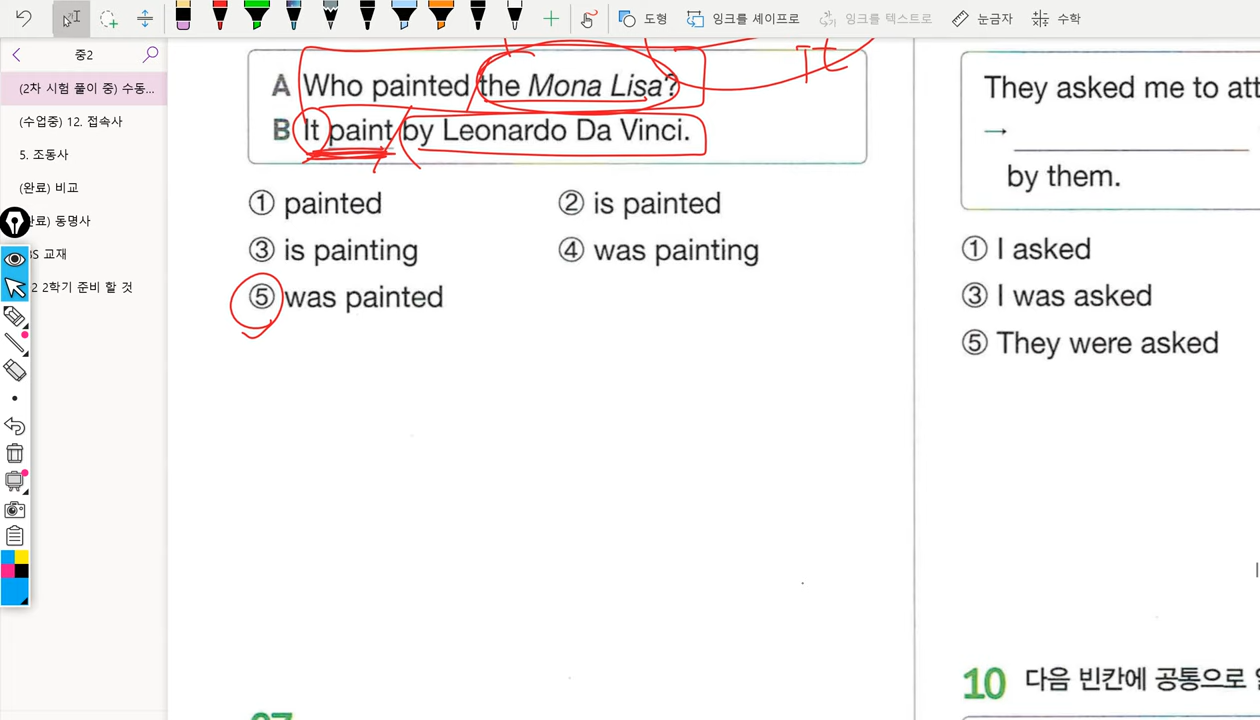 도형
잉크를 셰이프로
잉크를 텍스트로
눈금자
수학
중2
(2차 시험 풀이 중) 수동...
(수업중) 12. 접속사
5. 조동사
(완료) 비교
료) 동명사
BS 교재
2 2학기 준비 할 것
It
A Who painted the Mona Lisa?
B It paint by Leonardo Da Vinci.
① painted
② is painted
③ is painting
④ was painting
⑤ was painted
They asked me to att
→
by them.
① I asked
③ I was asked
⑤ They were asked
10 다음 빈칸에 공통으로